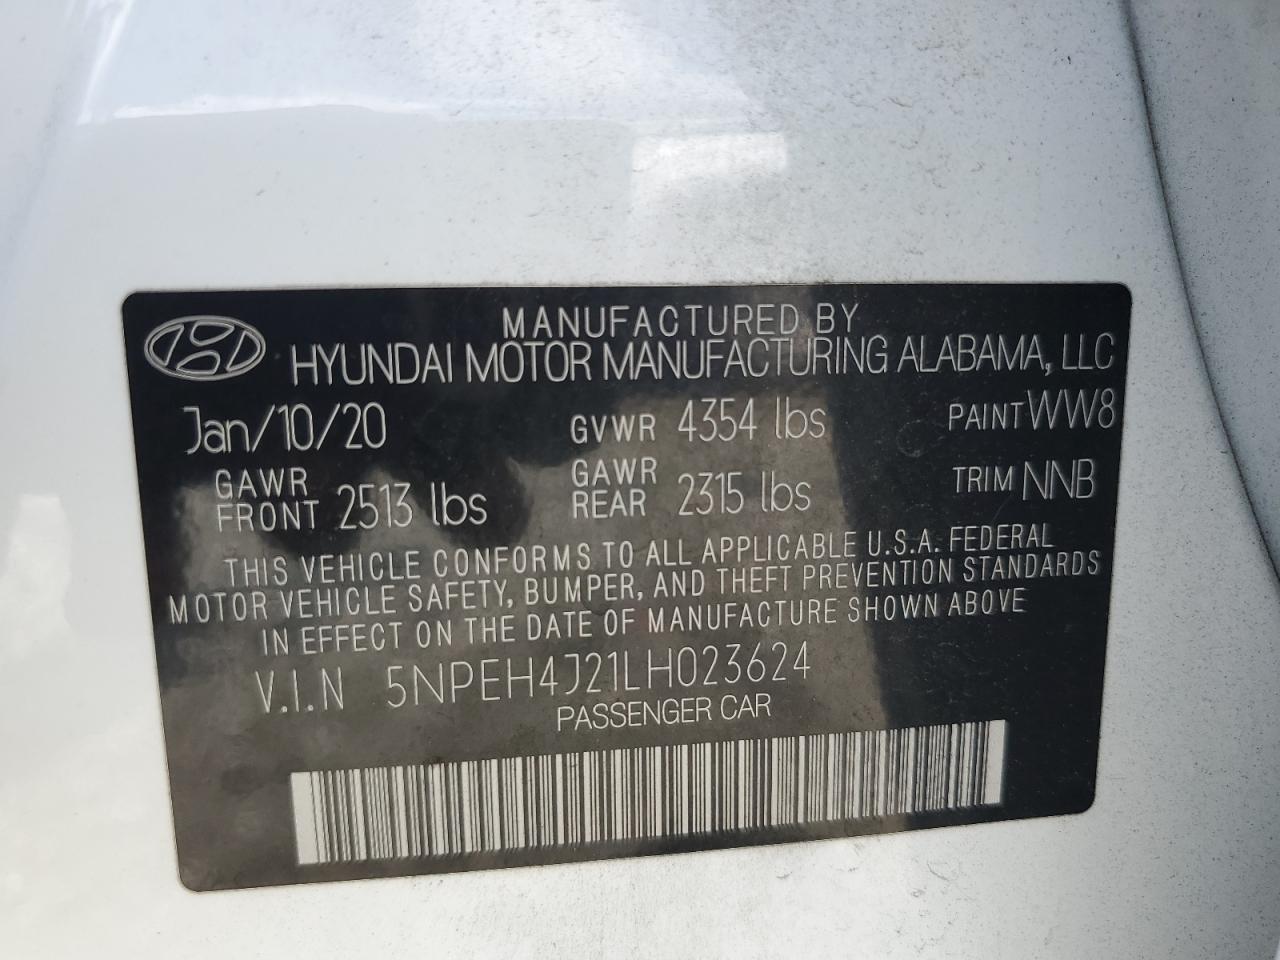 MANUFACTURED BY
HYUNDAI MOTOR MANUFACTURING ALABAMA, LLC
Jan/10/20 GVWR 4354 lbs PAINT WW8
GAWR FRONT 2513 lbs GAWR REAR 2315 lbs TRIM NNB
THIS VEHICLE CONFORMS TO ALL APPLICABLE U.S.A. FEDERAL
MOTOR VEHICLE SAFETY, BUMPER, AND THEFT PREVENTION STANDARDS
IN EFFECT ON THE DATE OF MANUFACTURE SHOWN ABOVE
V.I.N 5NPEH4J21LH023624
PASSENGER CAR